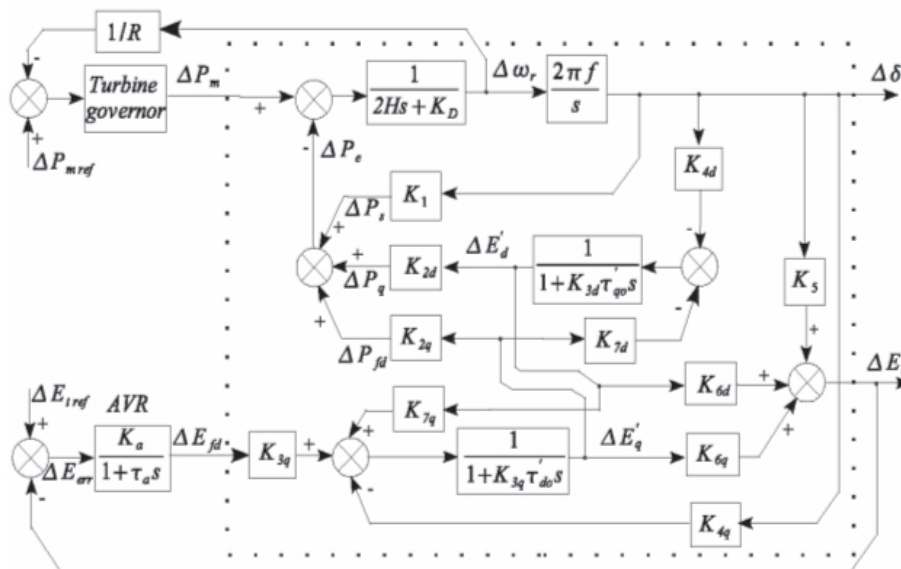 1/R
-
Turbine
governor
ΔP_m
+
ΔP_mref
+
-
ΔP_e
1
2Hs + K_D
Δω_r
2πf
s
Δδ
K_4d
-
K_1
ΔP_s
+
+
ΔP_q
K_2d
ΔE'_d
1
1+K_3d τ'_qo s
-
K_5
+
+
ΔP_fd
K_2q
K_7d
ΔE_tref
+
AVR
K_a
1+τ_a s
ΔE_err
-
ΔE_fd
K_3q
+
+
K_7q
-
1
1+K_3q τ'_do s
ΔE'_q
K_6d
+
K_6q
+
ΔE
K_4q